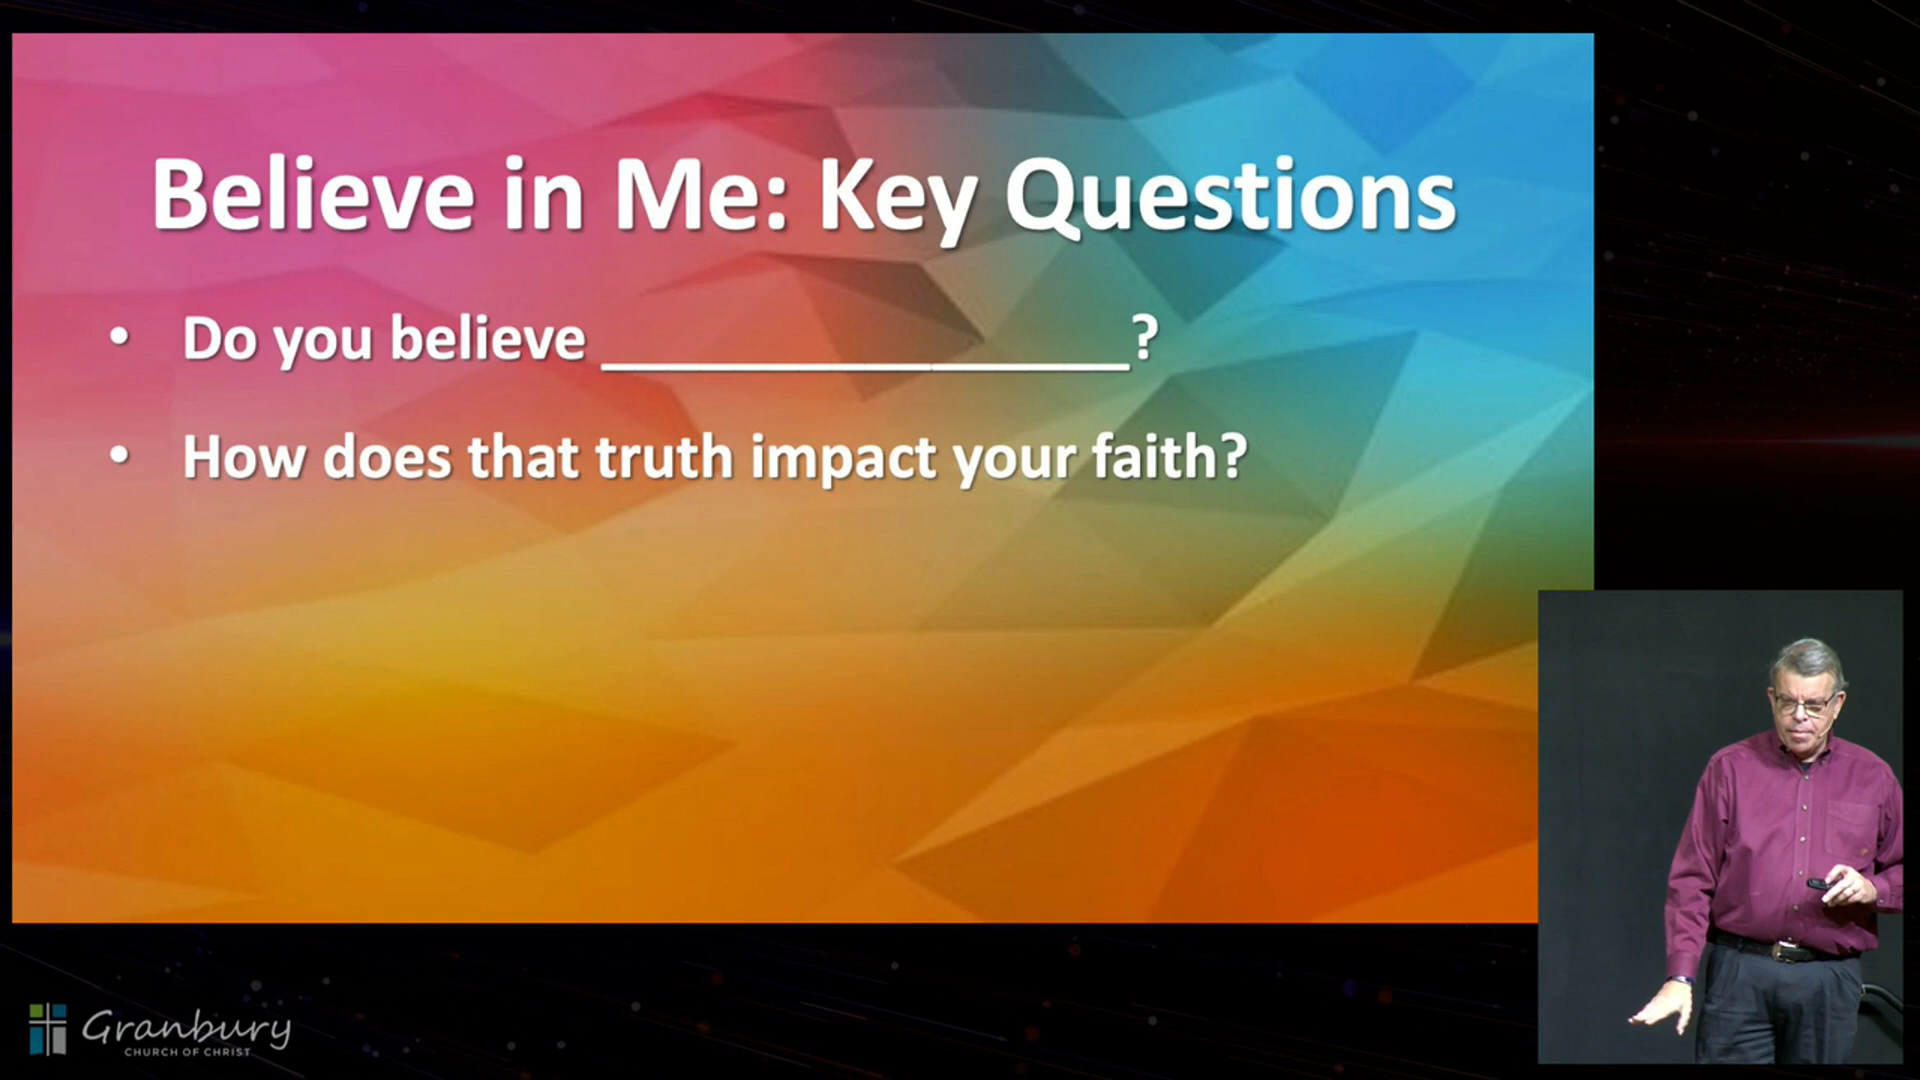 Believe in Me: Key Questions
• Do you believe ________________?
• How does that truth impact your faith?
Granbury
CHURCH OF CHRIST